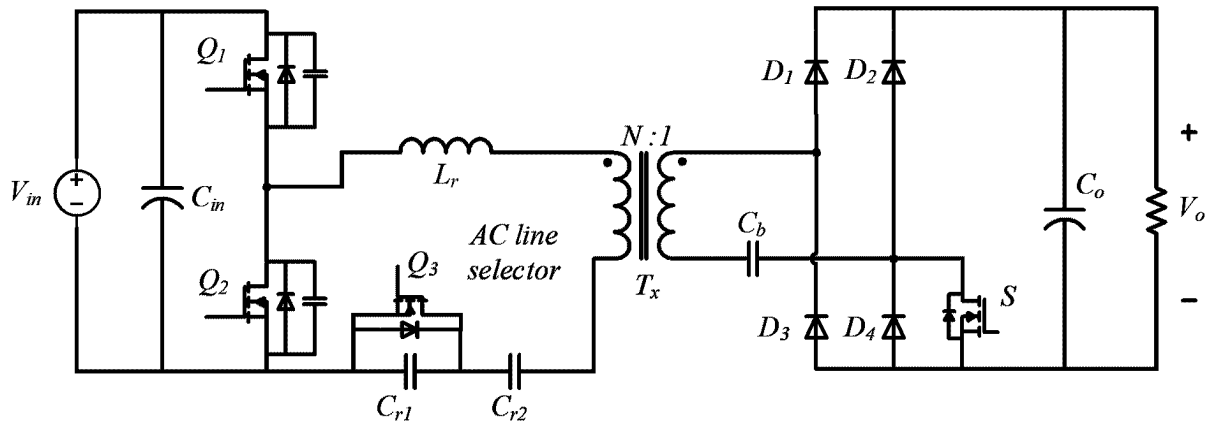 Q1
D1
D2
N:1
+
Vin
+
−
Cin
Lr
Co
Vo
AC line
selector
Cb
Q3
Tx
Q2
S
−
D3
D4
Cr1
Cr2